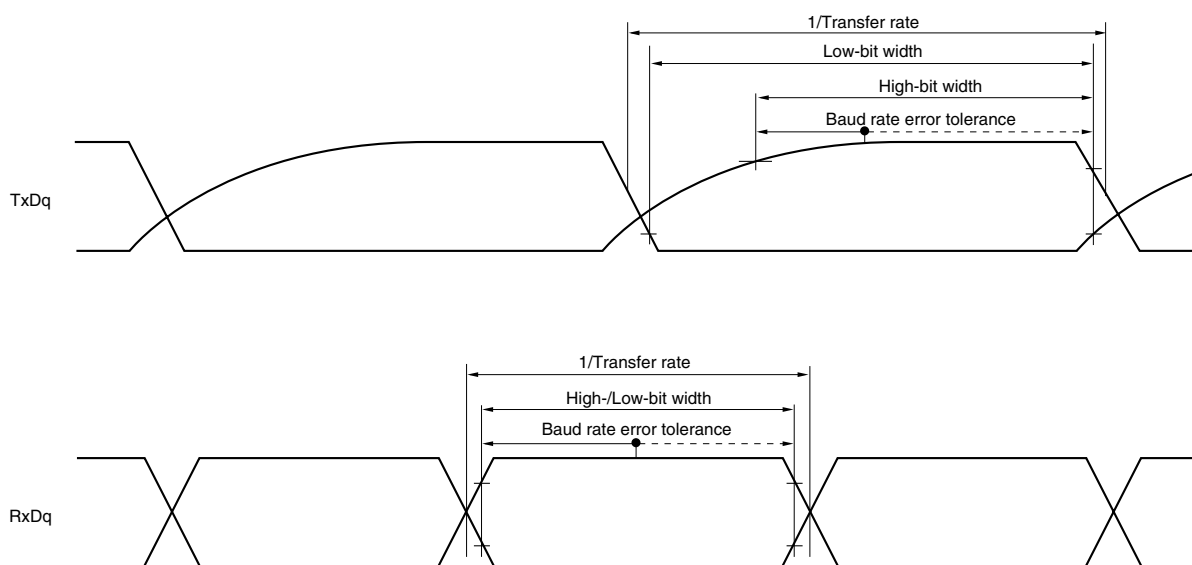 1/Transfer rate
Low-bit width
High-bit width
Baud rate error tolerance
TxDq
1/Transfer rate
High-/Low-bit width
Baud rate error tolerance
RxDq